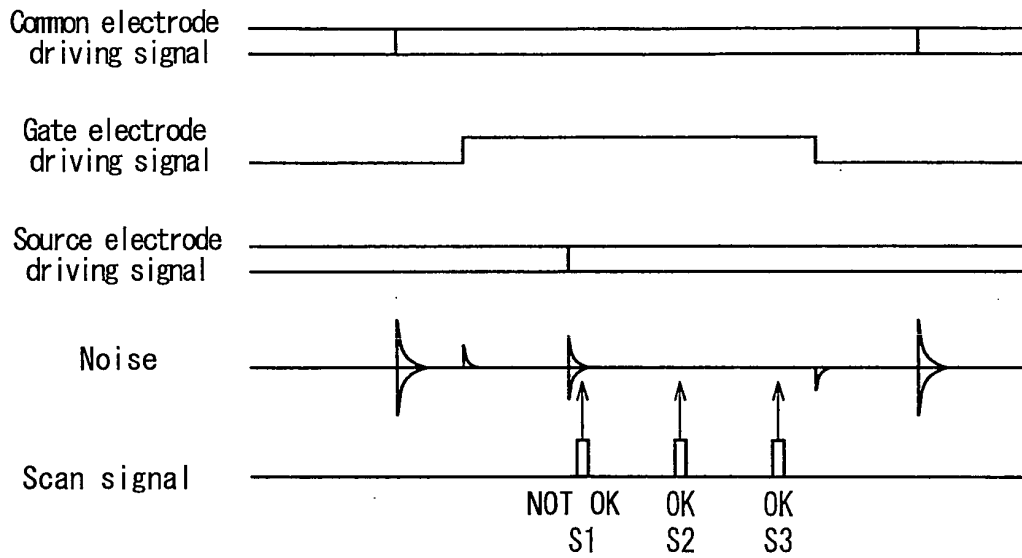 Common electrode
driving signal
Gate electrode
driving signal
Source electrode
driving signal
Noise
Scan signal
NOT OK OK OK
S1 S2 S3